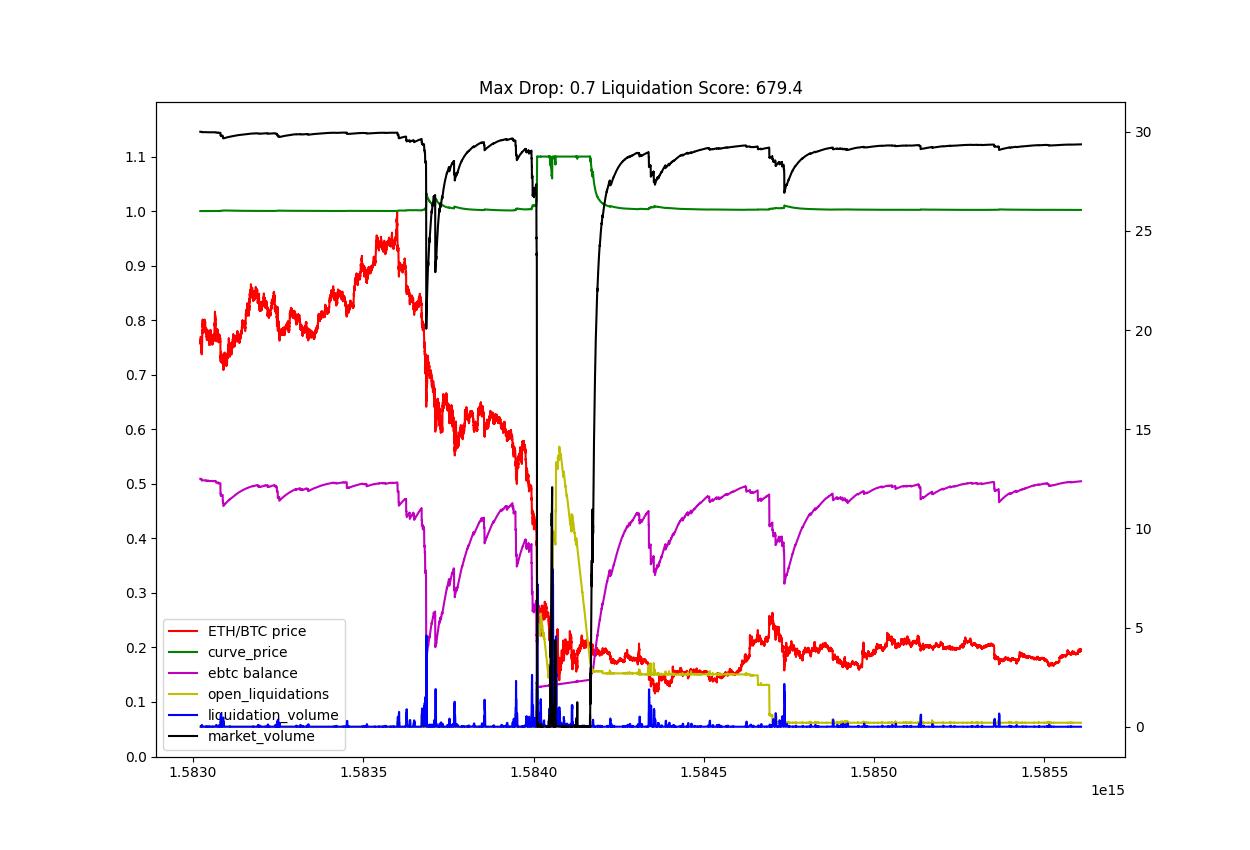 Max Drop: 0.7 Liquidation Score: 679.4
1.1
1.0
0.9
0.8
0.7
0.6
0.5
0.4
0.3
0.2
0.1
0.0
30
25
20
15
10
5
0
ETH/BTC price
curve_price
ebtc balance
open_liquidations
liquidation_volume
market_volume
1.5830 1.5835 1.5840 1.5845 1.5850 1.5855
1e15